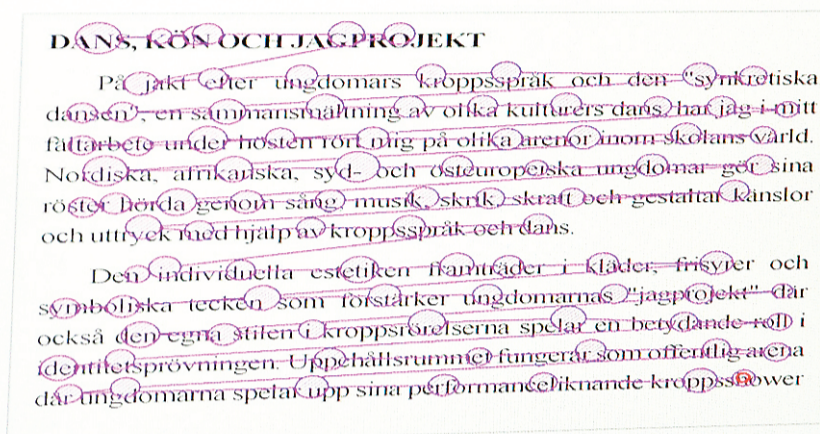 DANS, KÖN OCH JAGPROJEKT
På jakt efter ungdomars kroppsspråk och den "synkretiska
dansen", en sammansmältning av olika kulturers dans, har jag i mitt
fältarbete under hösten rört mig på olika arenor inom skolans värld.
Nordiska, afrikanska, syd- och östeuropeiska ungdomar gör sina
röster hörda genom sång, musik, skrik, skratt och gestaltar känslor
och uttryck med hjälp av kroppsspråk och dans.
Den individuella estetiken framträder i kläder, frisyrer och
symboliska tecken som förstärker ungdomarnas "jagprojekt" där
också den egna stilen i kroppsrörelserna spelar en betydande roll i
identitetsprövningen. Uppehållsrummet fungerar som offentlig arena
där ungdomarna spelar upp sina performanceliknande kroppsshower